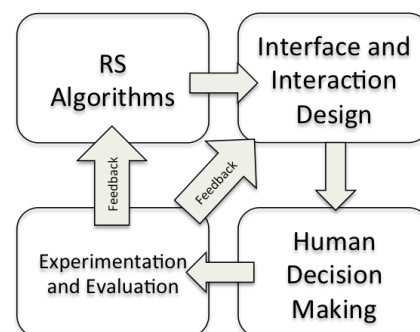 RS
Algorithms
Interface and
Interaction
Design
Feedback
Feedback
Experimentation
and Evaluation
Human
Decision
Making